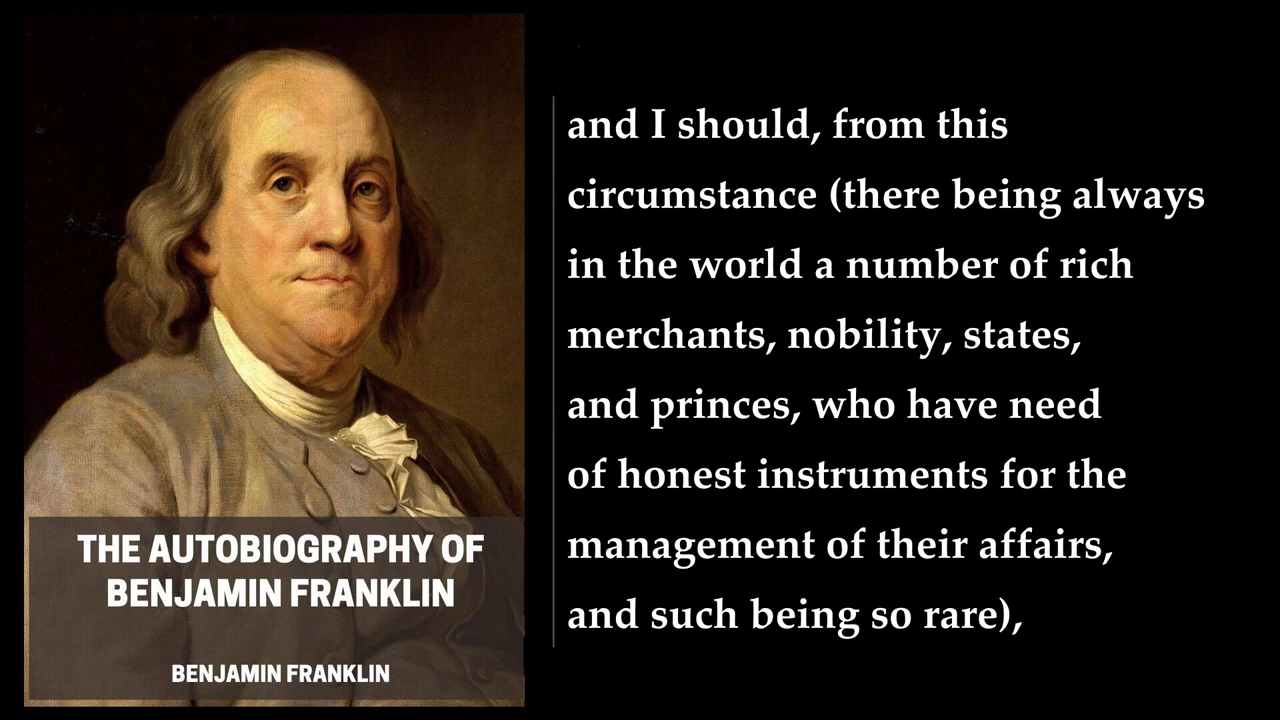 THE AUTOBIOGRAPHY OF
BENJAMIN FRANKLIN
BENJAMIN FRANKLIN
and I should, from this
circumstance (there being always
in the world a number of rich
merchants, nobility, states,
and princes, who have need
of honest instruments for the
management of their affairs,
and such being so rare),